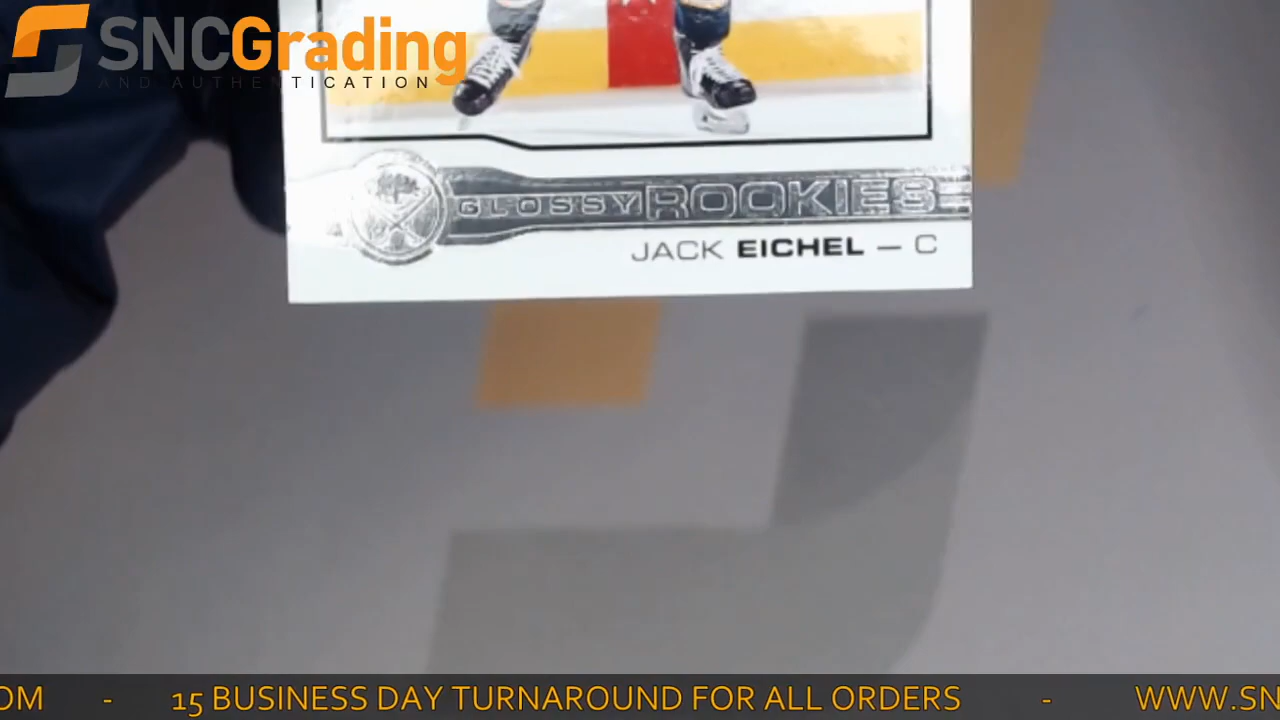 SNCGrading
AND AUTHENTICATION
GLOSSY ROOKIES
JACK EICHEL — C
OM - 15 BUSINESS DAY TURNAROUND FOR ALL ORDERS - WWW.SN